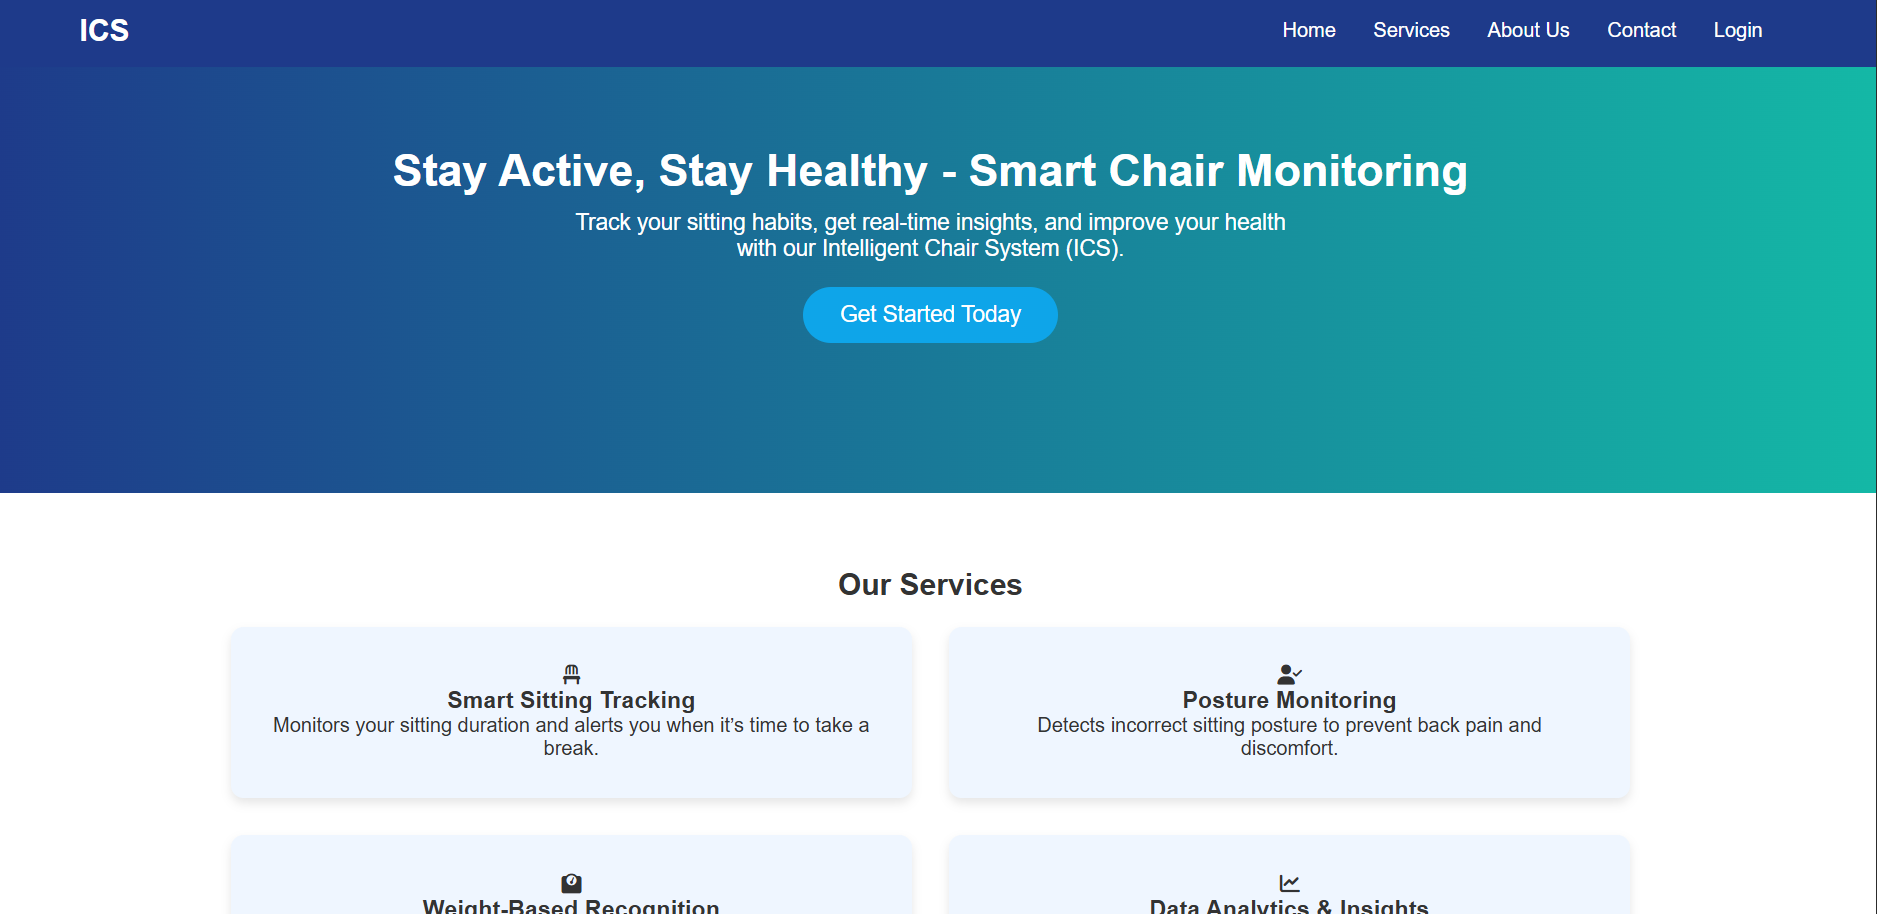 ICS
Home
Services
About Us
Contact
Login
Stay Active, Stay Healthy - Smart Chair Monitoring
Track your sitting habits, get real-time insights, and improve your health
with our Intelligent Chair System (ICS).
Get Started Today
Our Services
Smart Sitting Tracking
Monitors your sitting duration and alerts you when it’s time to take a
break.
Posture Monitoring
Detects incorrect sitting posture to prevent back pain and
discomfort.
Weight-Based Recognition
Data Analytics & Insights